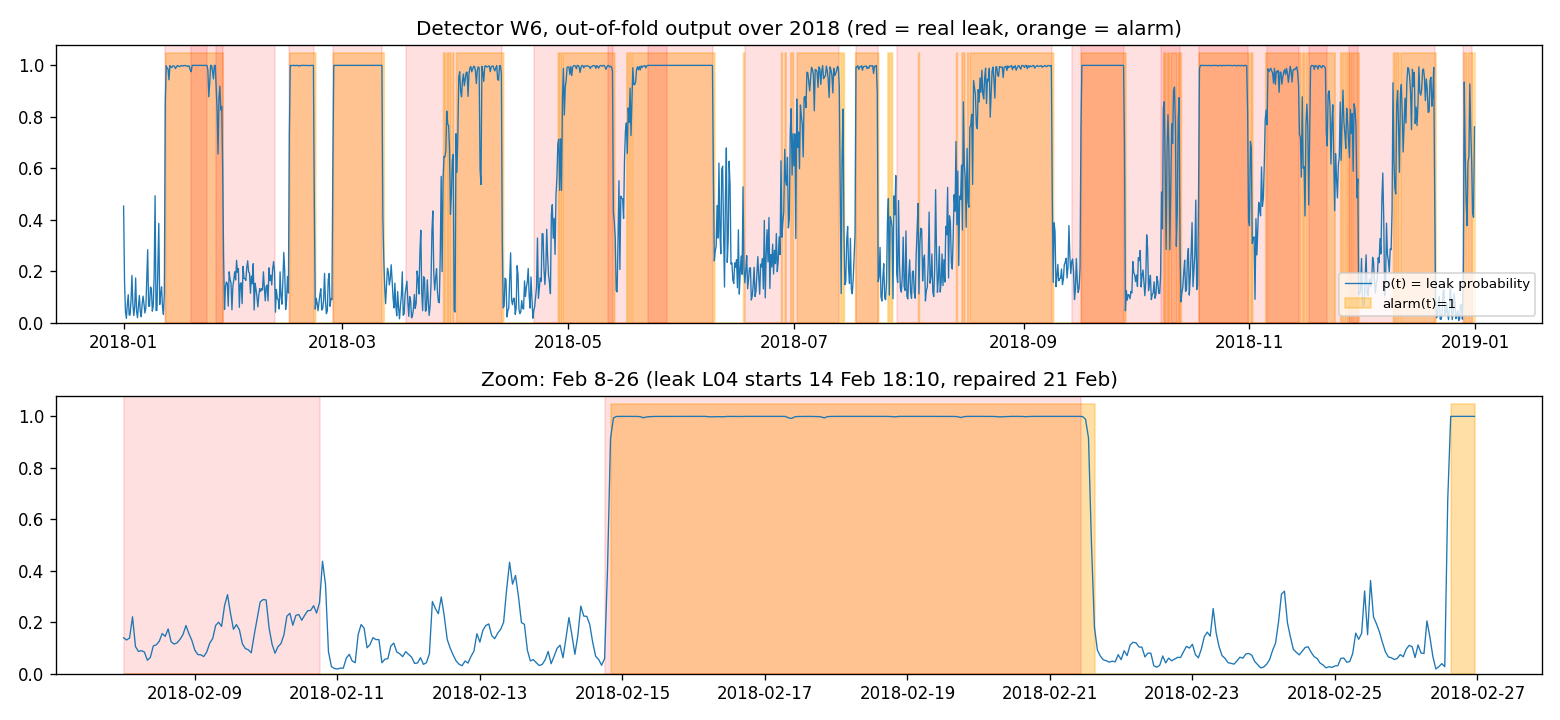 Detector W6, out-of-fold output over 2018 (red = real leak, orange = alarm)
1.0
0.8
0.6
0.4
0.2
0.0
p(t) = leak probability
alarm(t)=1
2018-01 2018-03 2018-05 2018-07 2018-09 2018-11 2019-01
Zoom: Feb 8-26 (leak L04 starts 14 Feb 18:10, repaired 21 Feb)
1.0
0.8
0.6
0.4
0.2
0.0
2018-02-09 2018-02-11 2018-02-13 2018-02-15 2018-02-17 2018-02-19 2018-02-21 2018-02-23 2018-02-25 2018-02-27